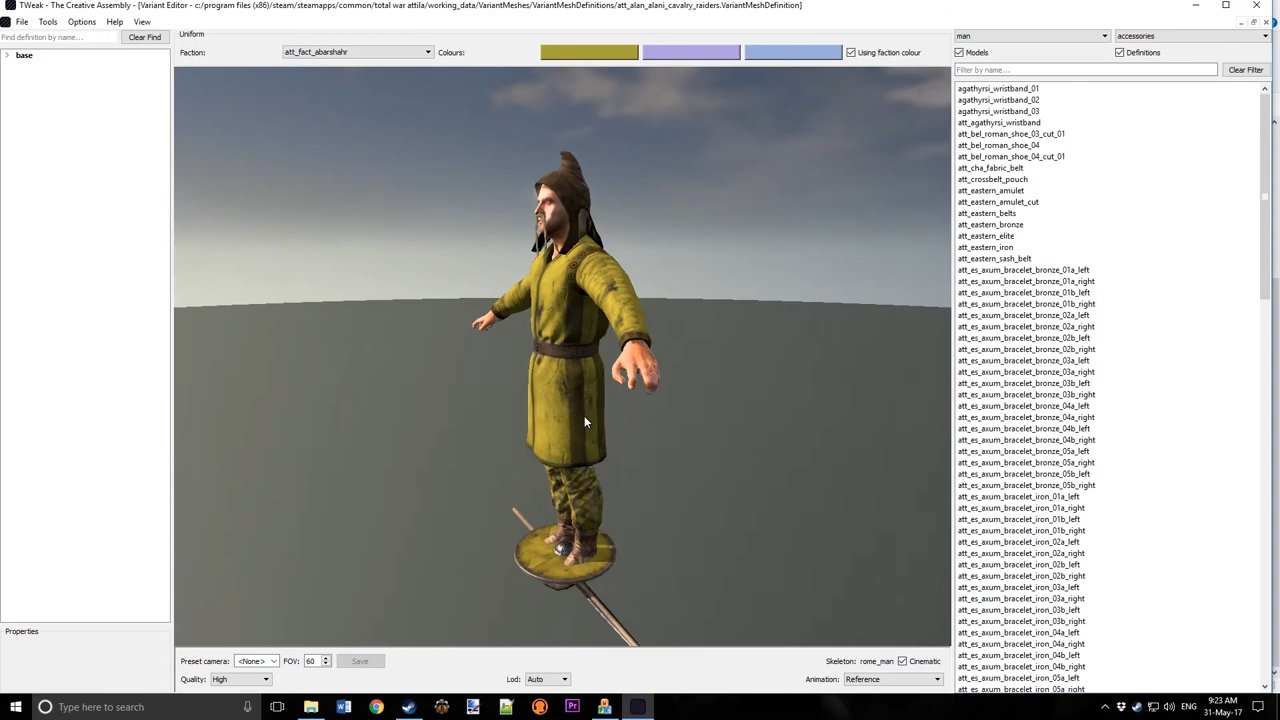 TWeak - The Creative Assembly - [Variant Editor - c:/program files (x86)/steam/steamapps/common/total war attila/working_data/VariantMeshes/VariantMeshDefinitions/att_alan_alani_cavalry_raiders.VariantMeshDefinition]
File Tools Options Help View
Find definition by name... Clear Find
base
Properties
Uniform
Faction: att_fact_abarshahr Colours: Using faction colour
Preset camera: <None> FOV: 60 Save Skeleton: rome_man Cinematic
Quality: High Lod: Auto Animation: Reference
man accessories
Models Definitions
Filter by name... Clear Filter
agathyrsi_wristband_01
agathyrsi_wristband_02
agathyrsi_wristband_03
att_agathyrsi_wristband
att_bel_roman_shoe_03_cut_01
att_bel_roman_shoe_04
att_bel_roman_shoe_04_cut_01
att_cha_fabric_belt
att_crossbelt_pouch
att_eastern_amulet
att_eastern_amulet_cut
att_eastern_belts
att_eastern_bronze
att_eastern_elite
att_eastern_iron
att_eastern_sash_belt
att_es_axum_bracelet_bronze_01a_left
att_es_axum_bracelet_bronze_01a_right
att_es_axum_bracelet_bronze_01b_left
att_es_axum_bracelet_bronze_01b_right
att_es_axum_bracelet_bronze_02a_left
att_es_axum_bracelet_bronze_02a_right
att_es_axum_bracelet_bronze_02b_left
att_es_axum_bracelet_bronze_02b_right
att_es_axum_bracelet_bronze_03a_left
att_es_axum_bracelet_bronze_03a_right
att_es_axum_bracelet_bronze_03b_left
att_es_axum_bracelet_bronze_03b_right
att_es_axum_bracelet_bronze_04a_left
att_es_axum_bracelet_bronze_04a_right
att_es_axum_bracelet_bronze_04b_left
att_es_axum_bracelet_bronze_04b_right
att_es_axum_bracelet_bronze_05a_left
att_es_axum_bracelet_bronze_05a_right
att_es_axum_bracelet_bronze_05b_left
att_es_axum_bracelet_bronze_05b_right
att_es_axum_bracelet_iron_01a_left
att_es_axum_bracelet_iron_01a_right
att_es_axum_bracelet_iron_01b_left
att_es_axum_bracelet_iron_01b_right
att_es_axum_bracelet_iron_02a_left
att_es_axum_bracelet_iron_02a_right
att_es_axum_bracelet_iron_02b_left
att_es_axum_bracelet_iron_02b_right
att_es_axum_bracelet_iron_03a_left
att_es_axum_bracelet_iron_03a_right
att_es_axum_bracelet_iron_03b_left
att_es_axum_bracelet_iron_03b_right
att_es_axum_bracelet_iron_04a_left
att_es_axum_bracelet_iron_04a_right
att_es_axum_bracelet_iron_04b_left
att_es_axum_bracelet_iron_04b_right
att_es_axum_bracelet_iron_05a_left
att_es_axum_bracelet_iron_05a_right
Type here to search
9:23 AM
31-May-17